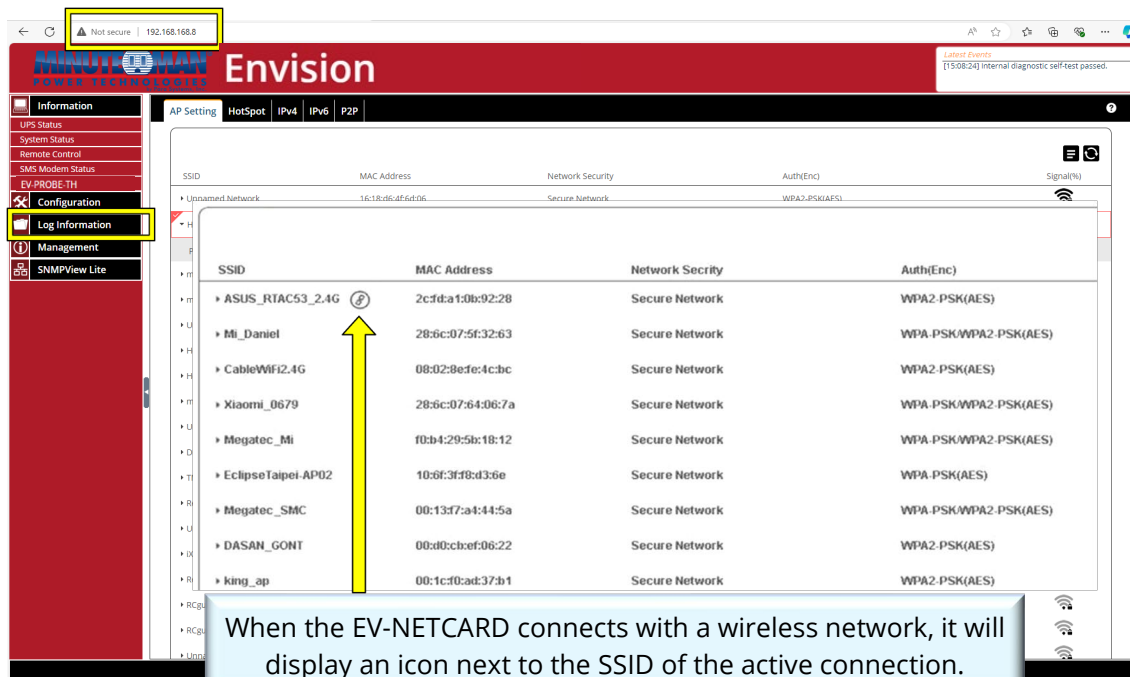 Not secure 192.168.168.8
MINUTEMAN
POWER TECHNOLOGIES
Envision
Latest Events
[15:08:24] Internal diagnostic self-test passed.
Information
UPS Status
System Status
Remote Control
SMS Modem Status
EV-PROBE-TH
Configuration
Log Information
Management
SNMPView Lite
AP Setting HotSpot IPv4 IPv6 P2P
SSID MAC Address Network Security Auth(Enc) Signal(%)
Unnamed Network 16:18:d6:4f:6d:06 Secure Network WPA2-PSK(AES)
SSID MAC Address Network Secrity Auth(Enc)
ASUS_RTAC53_2.4G 2c:fd:a1:0b:92:28 Secure Network WPA2-PSK(AES)
Mi_Daniel 28:6c:07:5f:32:63 Secure Network WPA-PSK/WPA2-PSK(AES)
CableWiFi2.4G 08:02:8e:fe:4c:bc Secure Network WPA2-PSK(AES)
Xiaomi_0679 28:6c:07:64:06:7a Secure Network WPA-PSK/WPA2-PSK(AES)
Megatec_Mi f0:b4:29:5b:18:12 Secure Network WPA-PSK/WPA2-PSK(AES)
EclipseTaipei-AP02 10:6f:3f:f8:d3:6e Secure Network WPA-PSK(AES)
Megatec_SMC 00:13:f7:a4:44:5a Secure Network WPA-PSK/WPA2-PSK(AES)
DASAN_GONT 00:d0:cb:ef:06:22 Secure Network WPA2-PSK(AES)
king_ap 00:1c:f0:ad:37:b1 Secure Network WPA2-PSK(AES)
When the EV-NETCARD connects with a wireless network, it will
display an icon next to the SSID of the active connection.